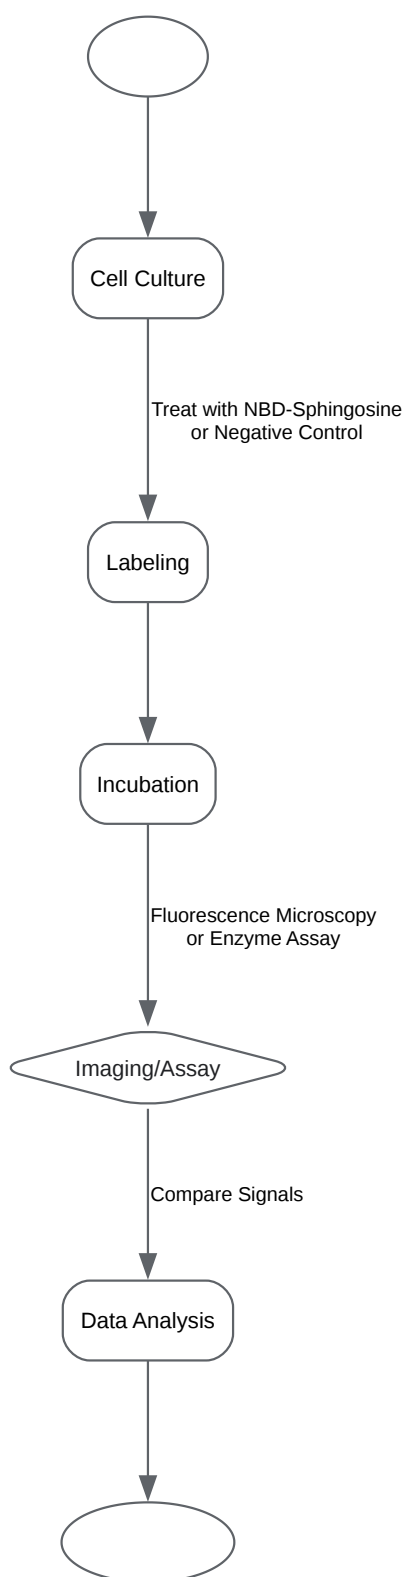 Cell Culture
Treat with NBD-Sphingosine
or Negative Control
Labeling
Incubation
Fluorescence Microscopy
or Enzyme Assay
Imaging/Assay
Compare Signals
Data Analysis